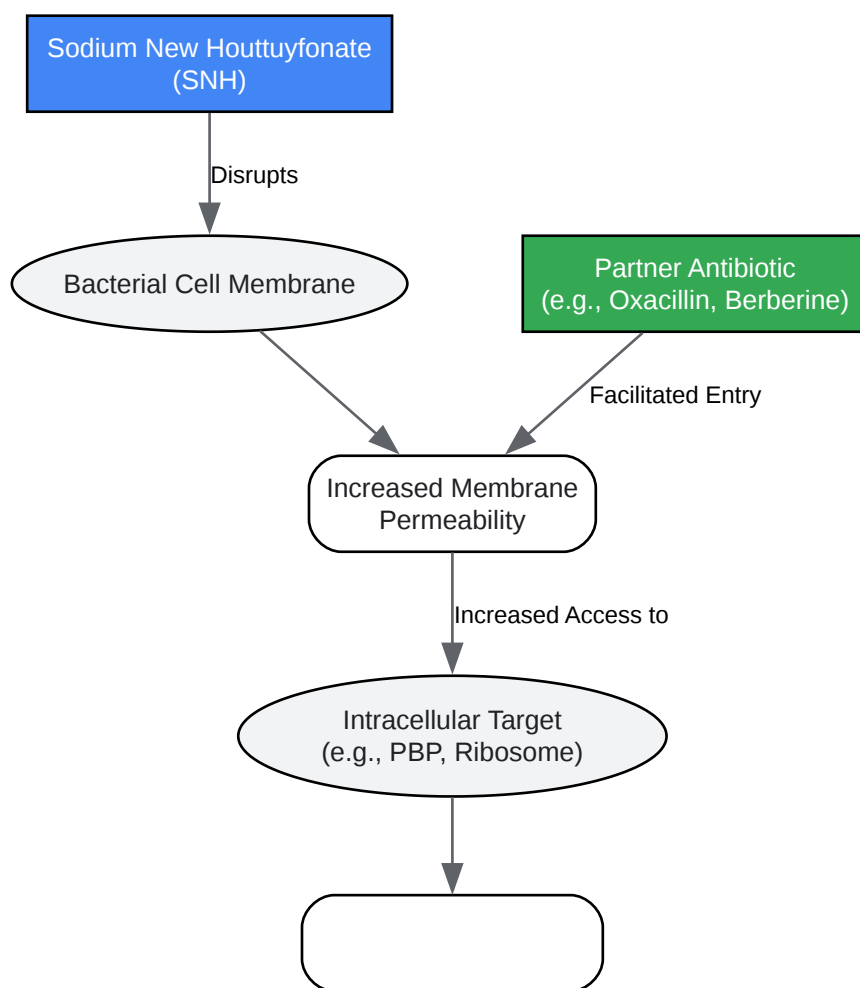 Sodium New Houttuyfonate
(SNH)
Disrupts
Bacterial Cell Membrane
Partner Antibiotic
(e.g., Oxacillin, Berberine)
Facilitated Entry
Increased Membrane
Permeability
Increased Access to
Intracellular Target
(e.g., PBP, Ribosome)